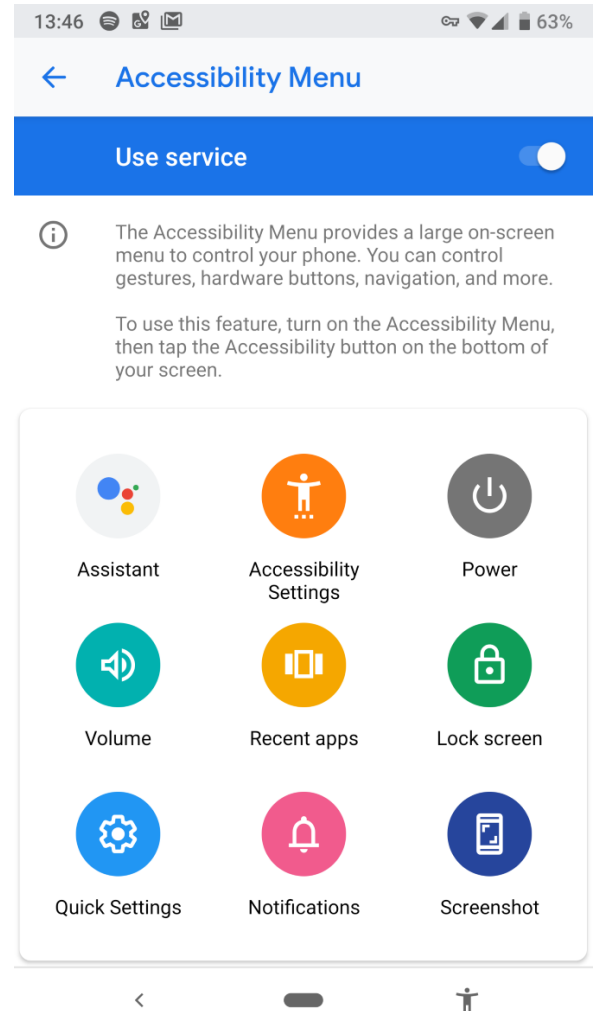 13:46 63%
Accessibility Menu
Use service
The Accessibility Menu provides a large on-screen
menu to control your phone. You can control
gestures, hardware buttons, navigation, and more.
To use this feature, turn on the Accessibility Menu,
then tap the Accessibility button on the bottom of
your screen.
Assistant
Accessibility
Settings
Power
Volume
Recent apps
Lock screen
Quick Settings
Notifications
Screenshot